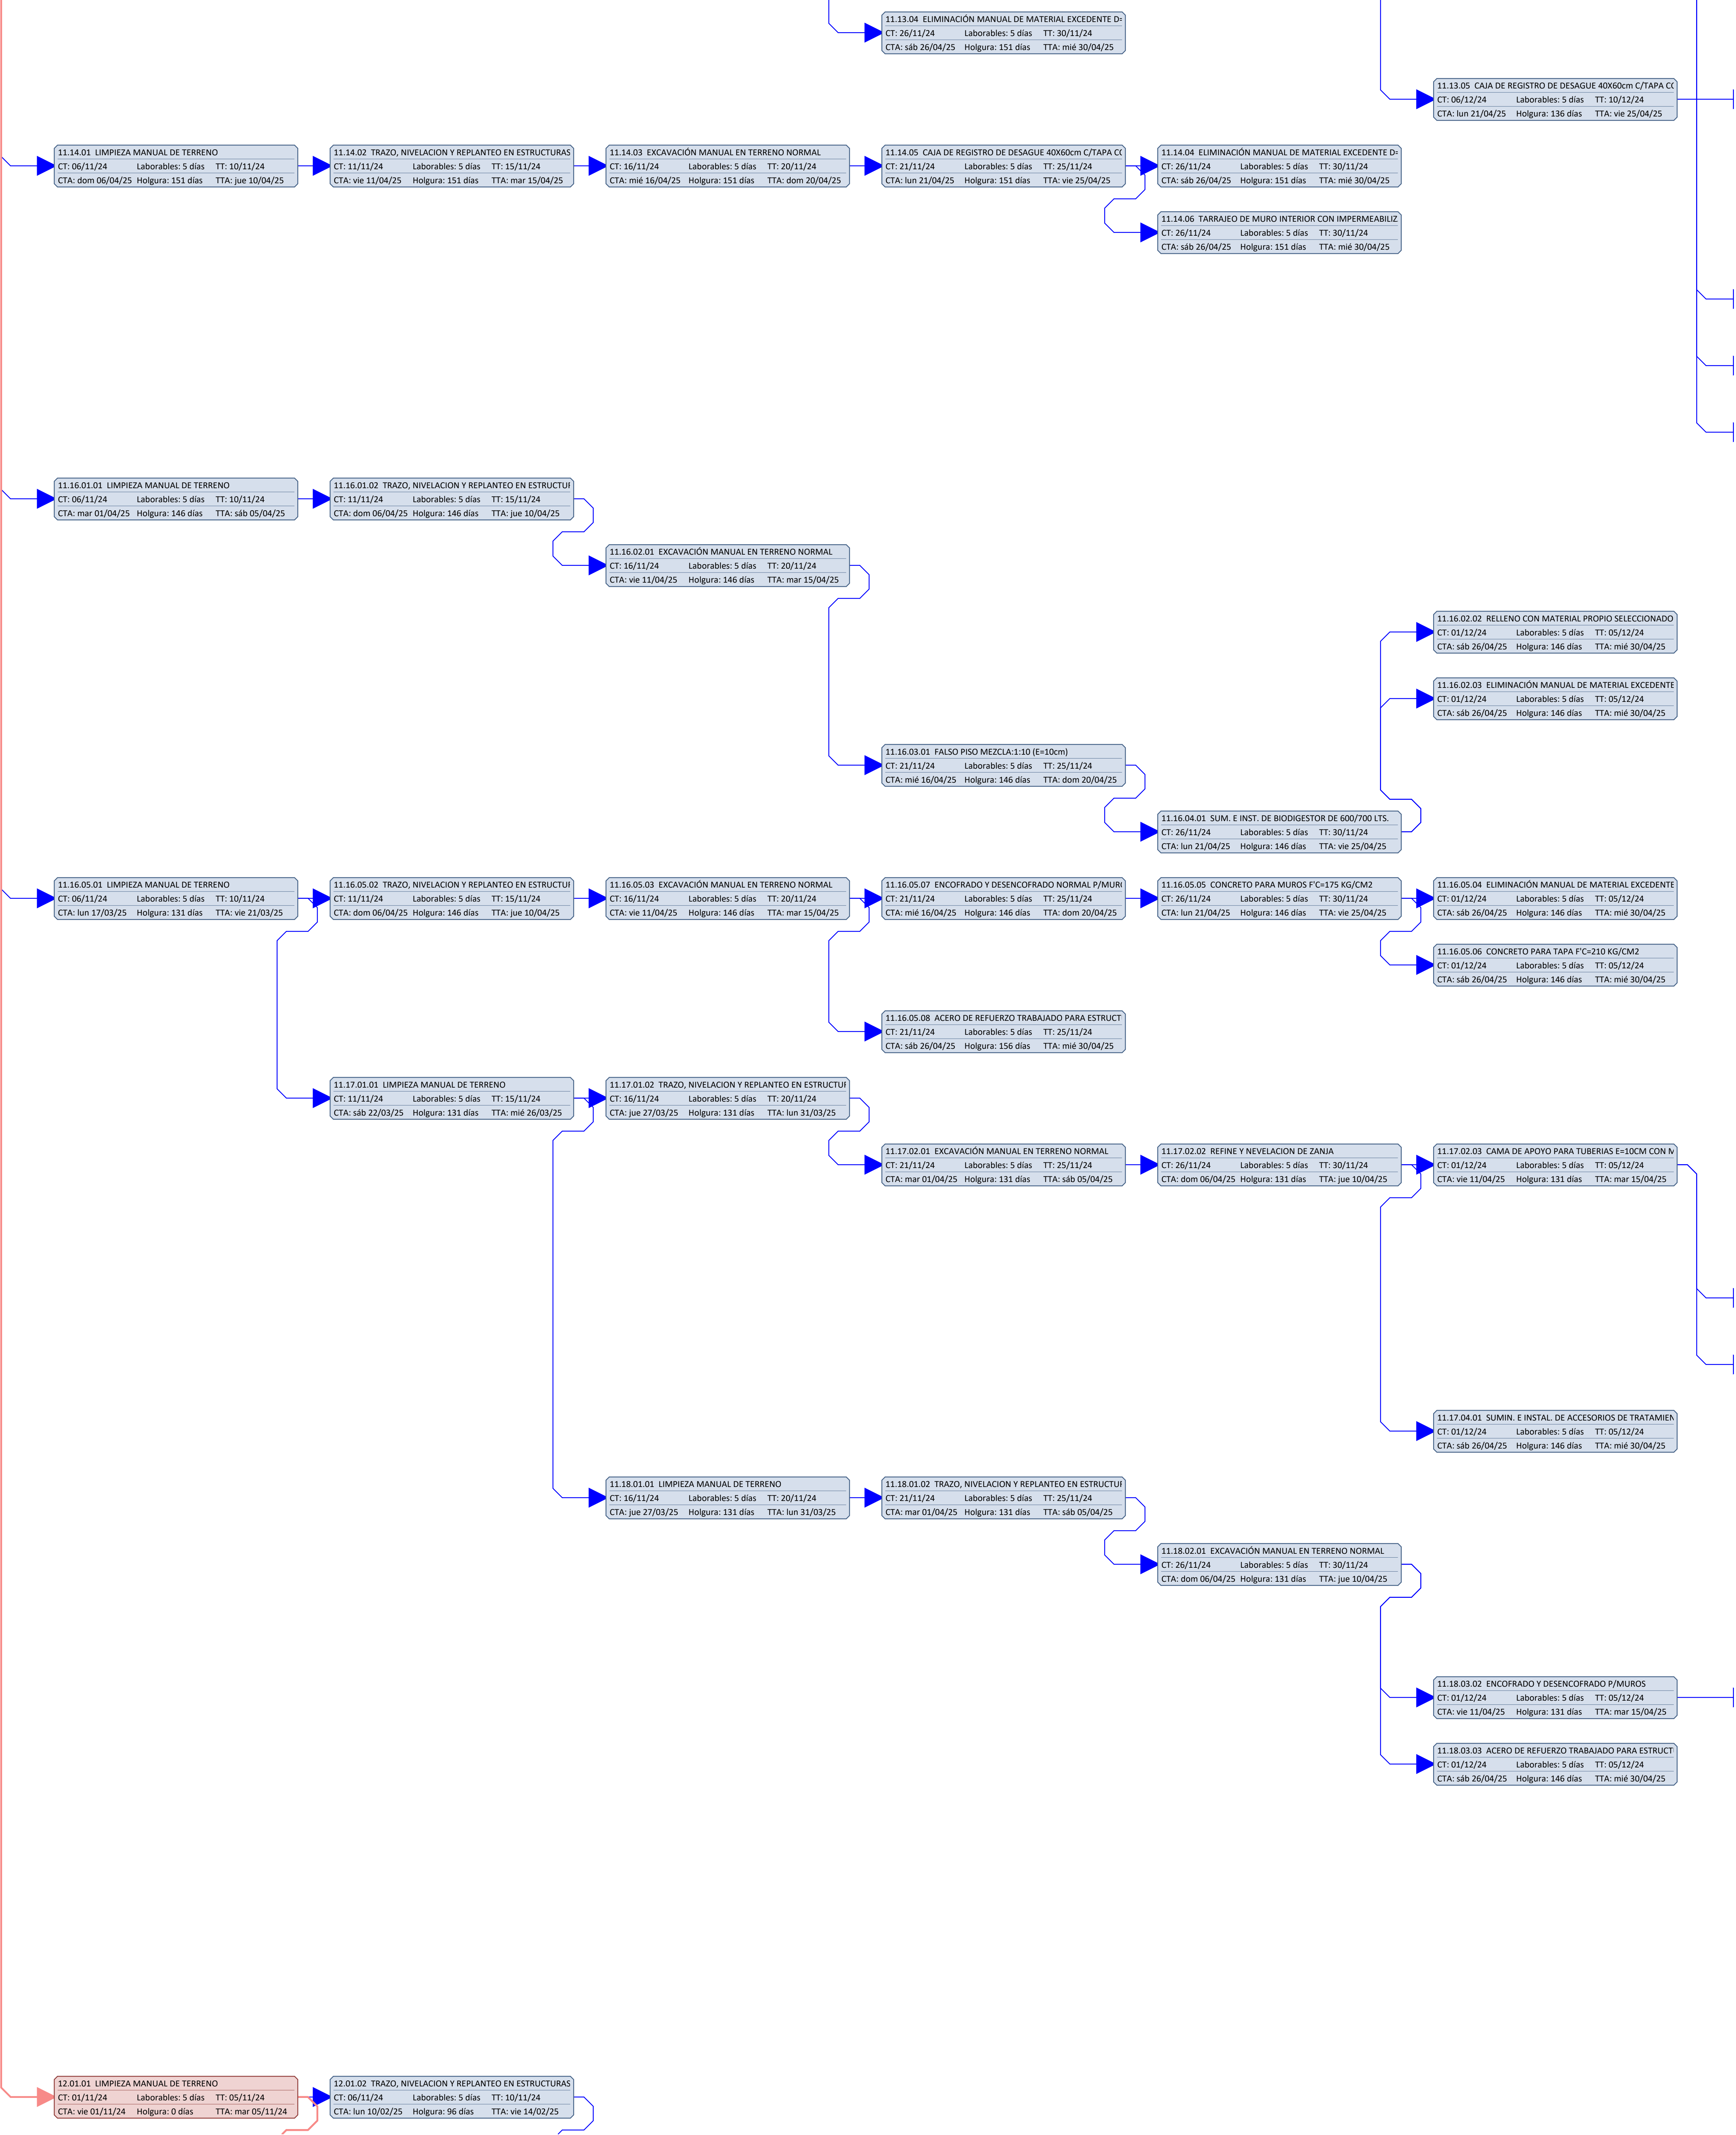 11.13.04 ELIMINACIÓN MANUAL DE MATERIAL EXCEDENTE D=
CT: 26/11/24 Laborables: 5 días TT: 30/11/24
CTA: sáb 26/04/25 Holgura: 151 días TTA: mié 30/04/25
11.13.05 CAJA DE REGISTRO DE DESAGUE 40X60cm C/TAPA CO
CT: 06/12/24 Laborables: 5 días TT: 10/12/24
CTA: lun 21/04/25 Holgura: 136 días TTA: vie 25/04/25
11.14.01 LIMPIEZA MANUAL DE TERRENO
CT: 06/11/24 Laborables: 5 días TT: 10/11/24
CTA: dom 06/04/25 Holgura: 151 días TTA: jue 10/04/25
11.14.02 TRAZO, NIVELACION Y REPLANTEO EN ESTRUCTURAS
CT: 11/11/24 Laborables: 5 días TT: 15/11/24
CTA: vie 11/04/25 Holgura: 151 días TTA: mar 15/04/25
11.14.03 EXCAVACIÓN MANUAL EN TERRENO NORMAL
CT: 16/11/24 Laborables: 5 días TT: 20/11/24
CTA: mié 16/04/25 Holgura: 151 días TTA: dom 20/04/25
11.14.05 CAJA DE REGISTRO DE DESAGUE 40X60cm C/TAPA CO
CT: 21/11/24 Laborables: 5 días TT: 25/11/24
CTA: lun 21/04/25 Holgura: 151 días TTA: vie 25/04/25
11.14.04 ELIMINACIÓN MANUAL DE MATERIAL EXCEDENTE D=
CT: 26/11/24 Laborables: 5 días TT: 30/11/24
CTA: sáb 26/04/25 Holgura: 151 días TTA: mié 30/04/25
11.14.06 TARRAJEO DE MURO INTERIOR CON IMPERMEABILIZ
CT: 26/11/24 Laborables: 5 días TT: 30/11/24
CTA: sáb 26/04/25 Holgura: 151 días TTA: mié 30/04/25
11.16.01.01 LIMPIEZA MANUAL DE TERRENO
CT: 06/11/24 Laborables: 5 días TT: 10/11/24
CTA: mar 01/04/25 Holgura: 146 días TTA: sáb 05/04/25
11.16.01.02 TRAZO, NIVELACION Y REPLANTEO EN ESTRUCTUR
CT: 11/11/24 Laborables: 5 días TT: 15/11/24
CTA: dom 06/04/25 Holgura: 146 días TTA: jue 10/04/25
11.16.02.01 EXCAVACIÓN MANUAL EN TERRENO NORMAL
CT: 16/11/24 Laborables: 5 días TT: 20/11/24
CTA: vie 11/04/25 Holgura: 146 días TTA: mar 15/04/25
11.16.02.02 RELLENO CON MATERIAL PROPIO SELECCIONADO
CT: 01/12/24 Laborables: 5 días TT: 05/12/24
CTA: sáb 26/04/25 Holgura: 146 días TTA: mié 30/04/25
11.16.02.03 ELIMINACIÓN MANUAL DE MATERIAL EXCEDENTE
CT: 01/12/24 Laborables: 5 días TT: 05/12/24
CTA: sáb 26/04/25 Holgura: 146 días TTA: mié 30/04/25
11.16.03.01 FALSO PISO MEZCLA:1:10 (E=10cm)
CT: 21/11/24 Laborables: 5 días TT: 25/11/24
CTA: mié 16/04/25 Holgura: 146 días TTA: dom 20/04/25
11.16.04.01 SUM. E INST. DE BIODIGESTOR DE 600/700 LTS.
CT: 26/11/24 Laborables: 5 días TT: 30/11/24
CTA: lun 21/04/25 Holgura: 146 días TTA: vie 25/04/25
11.16.05.01 LIMPIEZA MANUAL DE TERRENO
CT: 06/11/24 Laborables: 5 días TT: 10/11/24
CTA: lun 17/03/25 Holgura: 131 días TTA: vie 21/03/25
11.16.05.02 TRAZO, NIVELACION Y REPLANTEO EN ESTRUCTUR
CT: 11/11/24 Laborables: 5 días TT: 15/11/24
CTA: dom 06/04/25 Holgura: 146 días TTA: jue 10/04/25
11.16.05.03 EXCAVACIÓN MANUAL EN TERRENO NORMAL
CT: 16/11/24 Laborables: 5 días TT: 20/11/24
CTA: vie 11/04/25 Holgura: 146 días TTA: mar 15/04/25
11.16.05.07 ENCOFRADO Y DESENCOFRADO NORMAL P/MURO
CT: 21/11/24 Laborables: 5 días TT: 25/11/24
CTA: mié 16/04/25 Holgura: 146 días TTA: dom 20/04/25
11.16.05.05 CONCRETO PARA MUROS F'C=175 KG/CM2
CT: 26/11/24 Laborables: 5 días TT: 30/11/24
CTA: lun 21/04/25 Holgura: 146 días TTA: vie 25/04/25
11.16.05.04 ELIMINACIÓN MANUAL DE MATERIAL EXCEDENTE
CT: 01/12/24 Laborables: 5 días TT: 05/12/24
CTA: sáb 26/04/25 Holgura: 146 días TTA: mié 30/04/25
11.16.05.06 CONCRETO PARA TAPA F'C=210 KG/CM2
CT: 01/12/24 Laborables: 5 días TT: 05/12/24
CTA: sáb 26/04/25 Holgura: 146 días TTA: mié 30/04/25
11.16.05.08 ACERO DE REFUERZO TRABAJADO PARA ESTRUCT
CT: 21/11/24 Laborables: 5 días TT: 25/11/24
CTA: sáb 26/04/25 Holgura: 156 días TTA: mié 30/04/25
11.17.01.01 LIMPIEZA MANUAL DE TERRENO
CT: 11/11/24 Laborables: 5 días TT: 15/11/24
CTA: sáb 22/03/25 Holgura: 131 días TTA: mié 26/03/25
11.17.01.02 TRAZO, NIVELACION Y REPLANTEO EN ESTRUCTUR
CT: 16/11/24 Laborables: 5 días TT: 20/11/24
CTA: jue 27/03/25 Holgura: 131 días TTA: lun 31/03/25
11.17.02.01 EXCAVACIÓN MANUAL EN TERRENO NORMAL
CT: 21/11/24 Laborables: 5 días TT: 25/11/24
CTA: mar 01/04/25 Holgura: 131 días TTA: sáb 05/04/25
11.17.02.02 REFINE Y NEVELACION DE ZANJA
CT: 26/11/24 Laborables: 5 días TT: 30/11/24
CTA: dom 06/04/25 Holgura: 131 días TTA: jue 10/04/25
11.17.02.03 CAMA DE APOYO PARA TUBERIAS E=10CM CON M
CT: 01/12/24 Laborables: 5 días TT: 05/12/24
CTA: vie 11/04/25 Holgura: 131 días TTA: mar 15/04/25
11.17.04.01 SUMIN. E INSTAL. DE ACCESORIOS DE TRATAMIEN
CT: 01/12/24 Laborables: 5 días TT: 05/12/24
CTA: sáb 26/04/25 Holgura: 146 días TTA: mié 30/04/25
11.18.01.01 LIMPIEZA MANUAL DE TERRENO
CT: 16/11/24 Laborables: 5 días TT: 20/11/24
CTA: jue 27/03/25 Holgura: 131 días TTA: lun 31/03/25
11.18.01.02 TRAZO, NIVELACION Y REPLANTEO EN ESTRUCTUR
CT: 21/11/24 Laborables: 5 días TT: 25/11/24
CTA: mar 01/04/25 Holgura: 131 días TTA: sáb 05/04/25
11.18.02.01 EXCAVACIÓN MANUAL EN TERRENO NORMAL
CT: 26/11/24 Laborables: 5 días TT: 30/11/24
CTA: dom 06/04/25 Holgura: 131 días TTA: jue 10/04/25
11.18.03.02 ENCOFRADO Y DESENCOFRADO P/MUROS
CT: 01/12/24 Laborables: 5 días TT: 05/12/24
CTA: vie 11/04/25 Holgura: 131 días TTA: mar 15/04/25
11.18.03.03 ACERO DE REFUERZO TRABAJADO PARA ESTRUCT
CT: 01/12/24 Laborables: 5 días TT: 05/12/24
CTA: sáb 26/04/25 Holgura: 146 días TTA: mié 30/04/25
12.01.01 LIMPIEZA MANUAL DE TERRENO
CT: 01/11/24 Laborables: 5 días TT: 05/11/24
CTA: vie 01/11/24 Holgura: 0 días TTA: mar 05/11/24
12.01.02 TRAZO, NIVELACION Y REPLANTEO EN ESTRUCTURAS
CT: 06/11/24 Laborables: 5 días TT: 10/11/24
CTA: lun 10/02/25 Holgura: 96 días TTA: vie 14/02/25